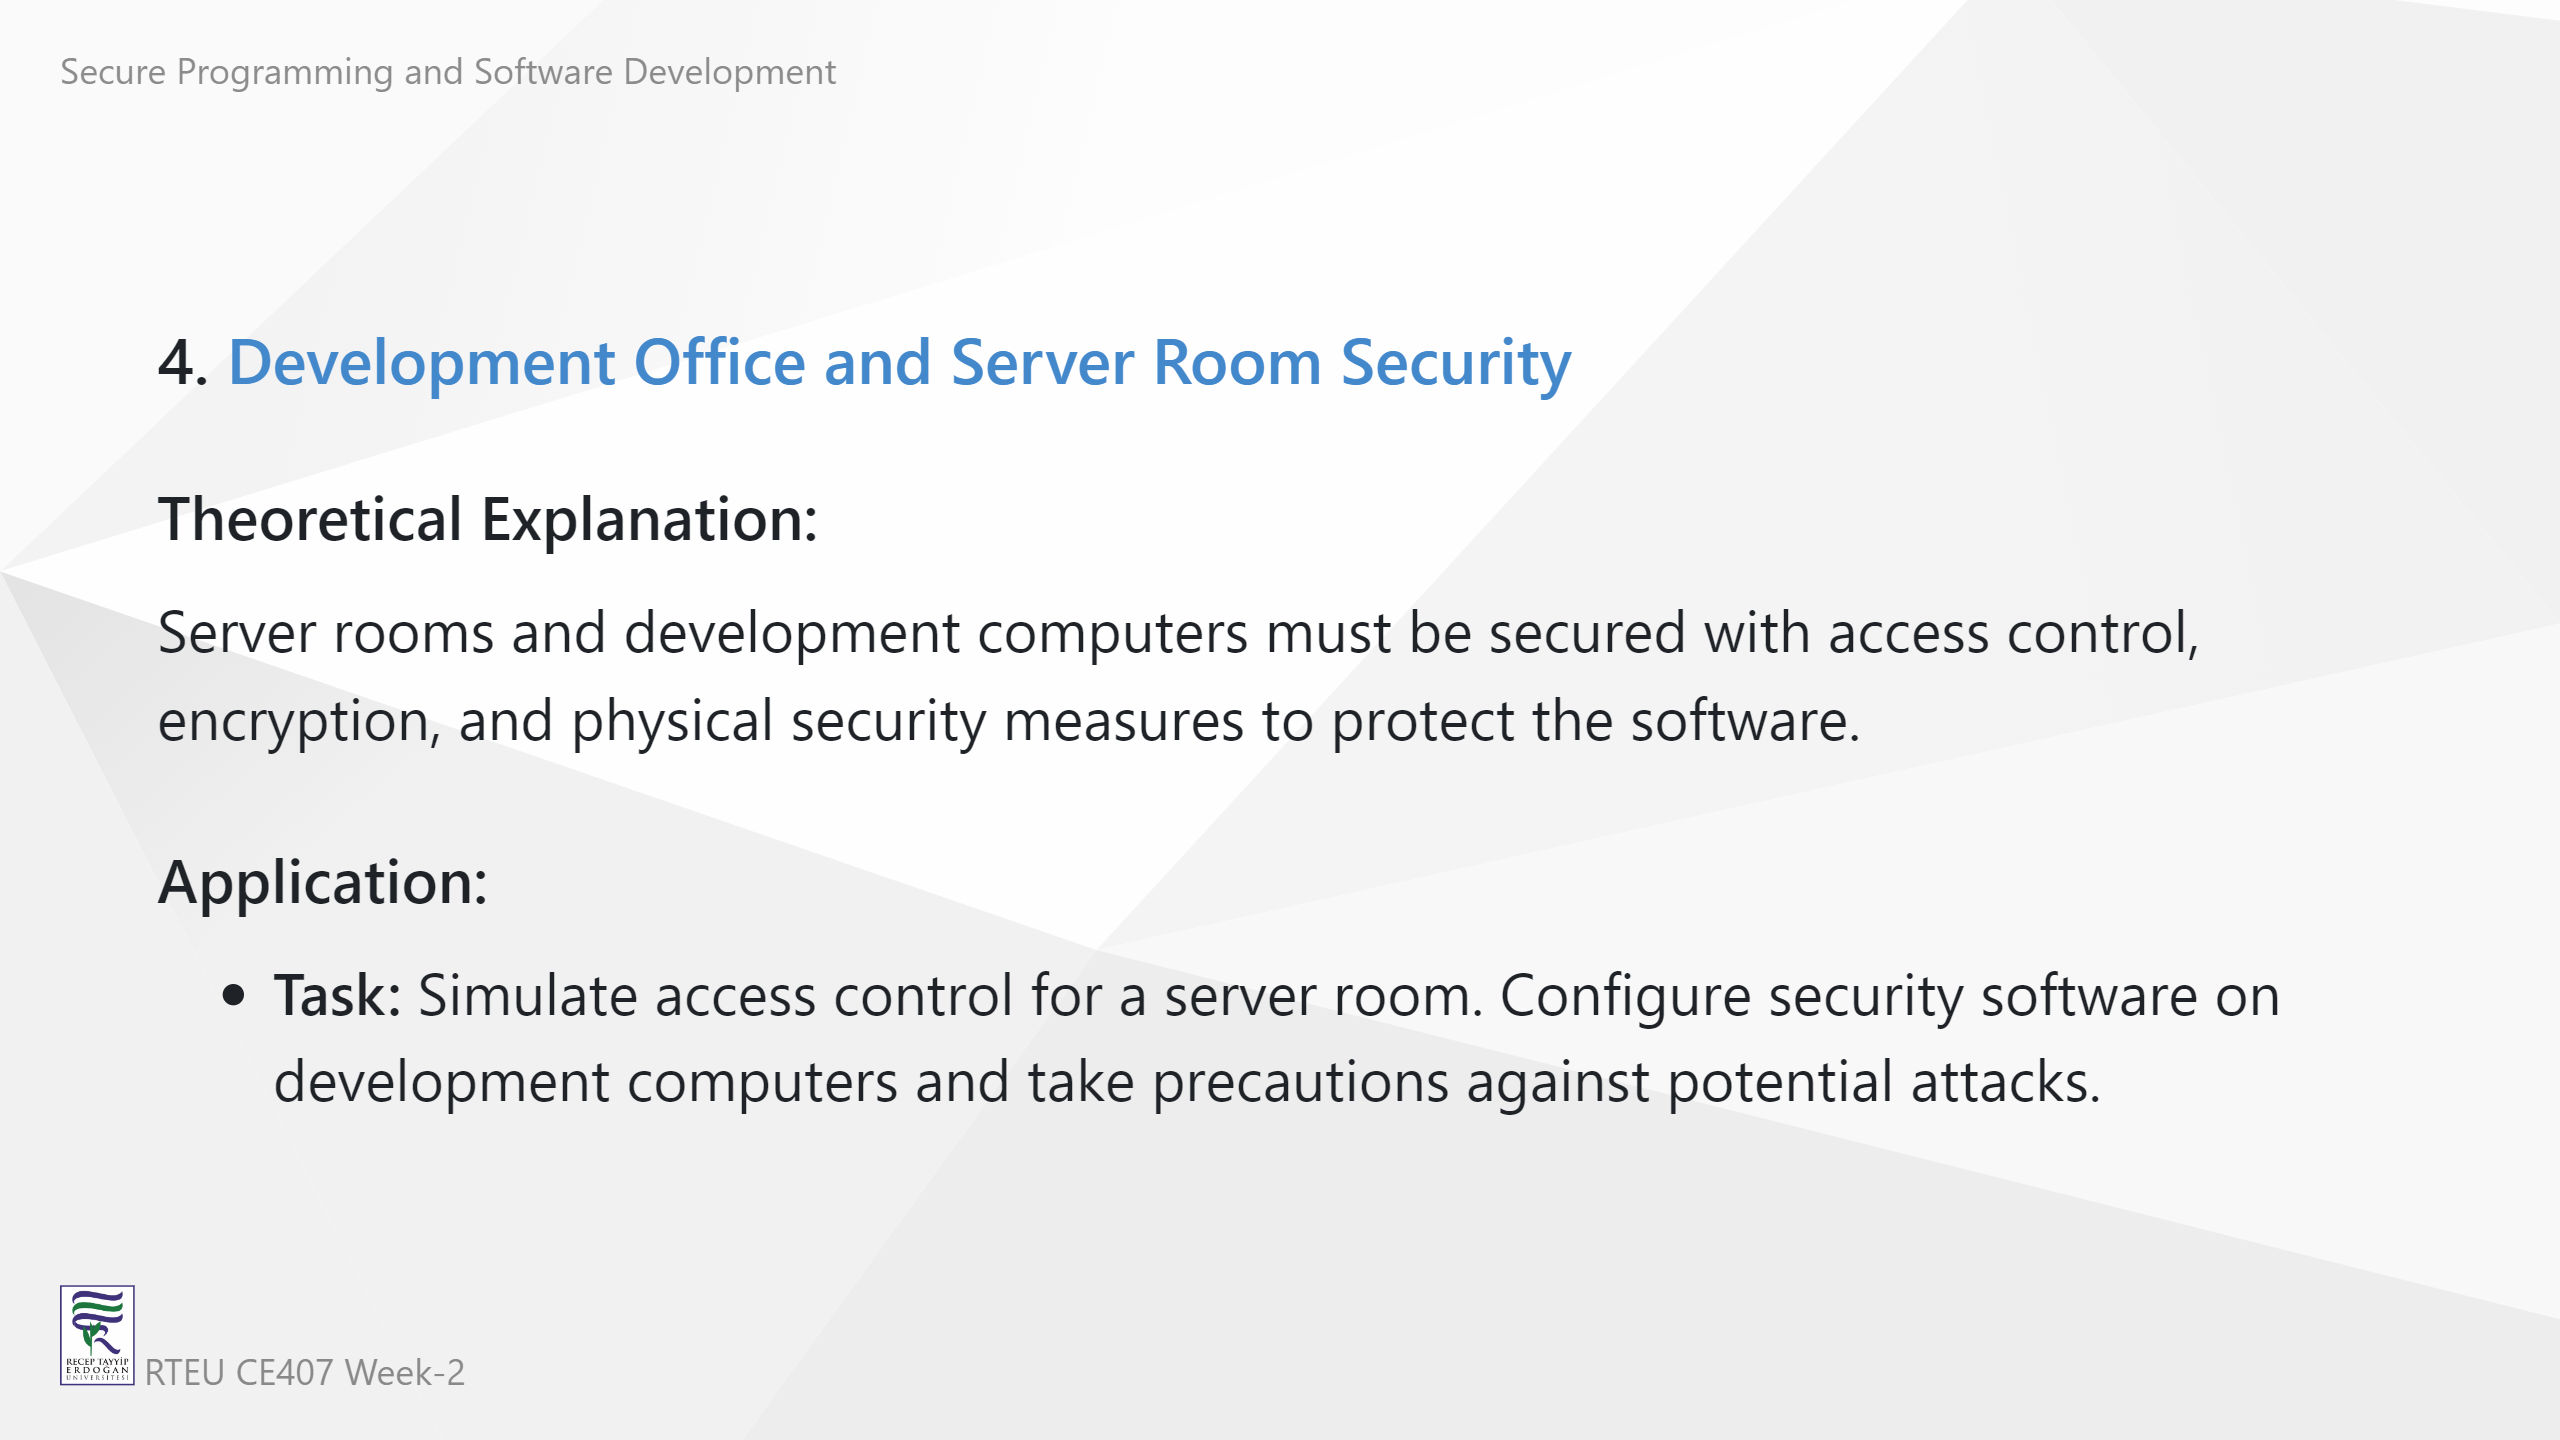 Secure Programming and Software Development
4. Development Office and Server Room Security
Theoretical Explanation:
Server rooms and development computers must be secured with access control,
encryption, and physical security measures to protect the software.
Application:
• Task: Simulate access control for a server room. Configure security software on
development computers and take precautions against potential attacks.
RECEP TAYYİP
ERDOĞAN
ÜNİVERSİTESİ
RTEU CE407 Week-2